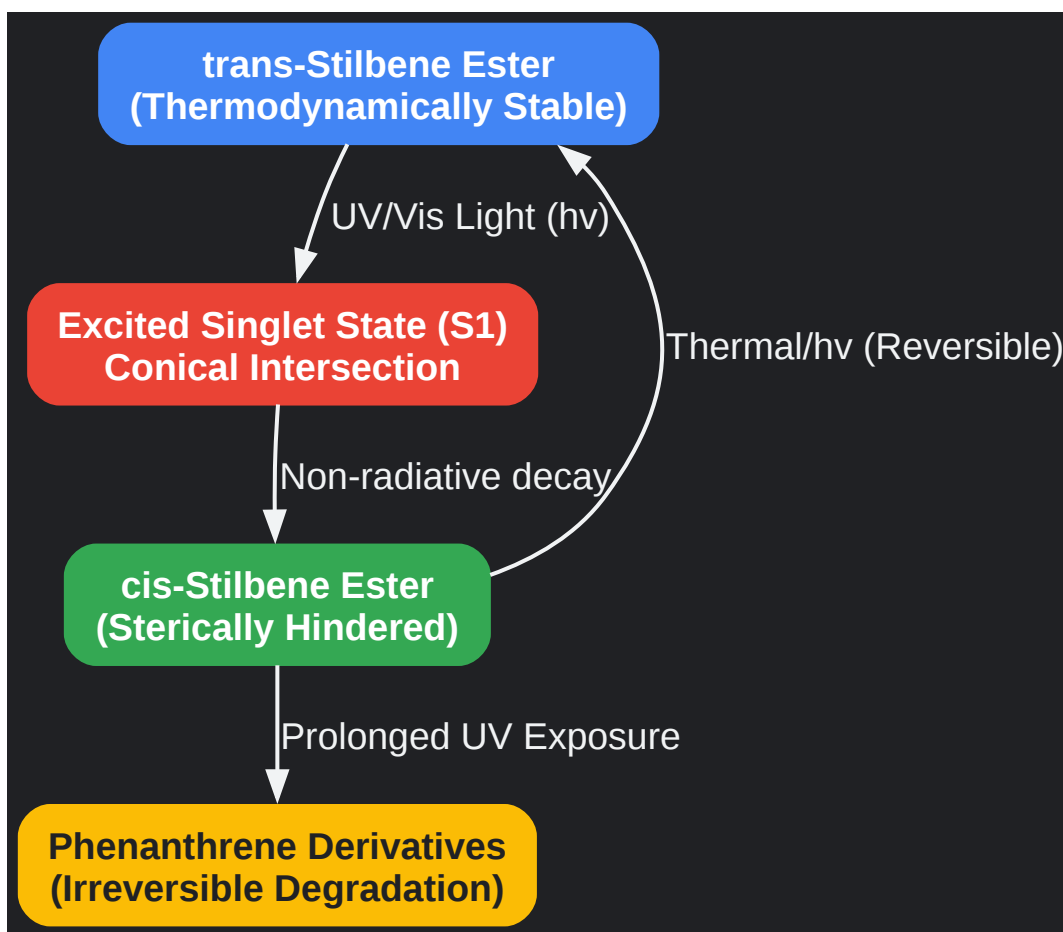 trans-Stilbene Ester
(Thermodynamically Stable)
UV/Vis Light (hv)
Excited Singlet State (S1)
Conical Intersection
Thermal/hv (Reversible)
Non-radiative decay
cis-Stilbene Ester
(Sterically Hindered)
Prolonged UV Exposure
Phenanthrene Derivatives
(Irreversible Degradation)